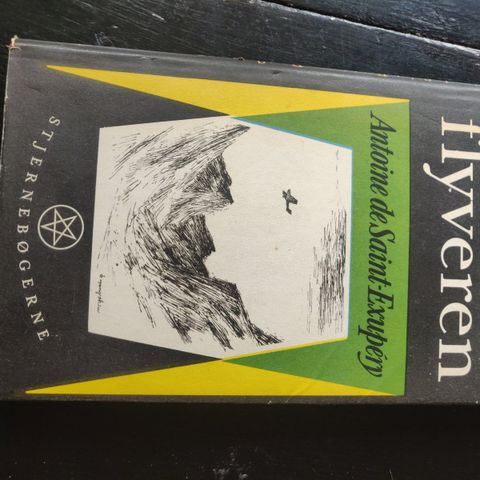 flyveren
Antoine de Saint-Exupéry
STJERNEBØGERNE